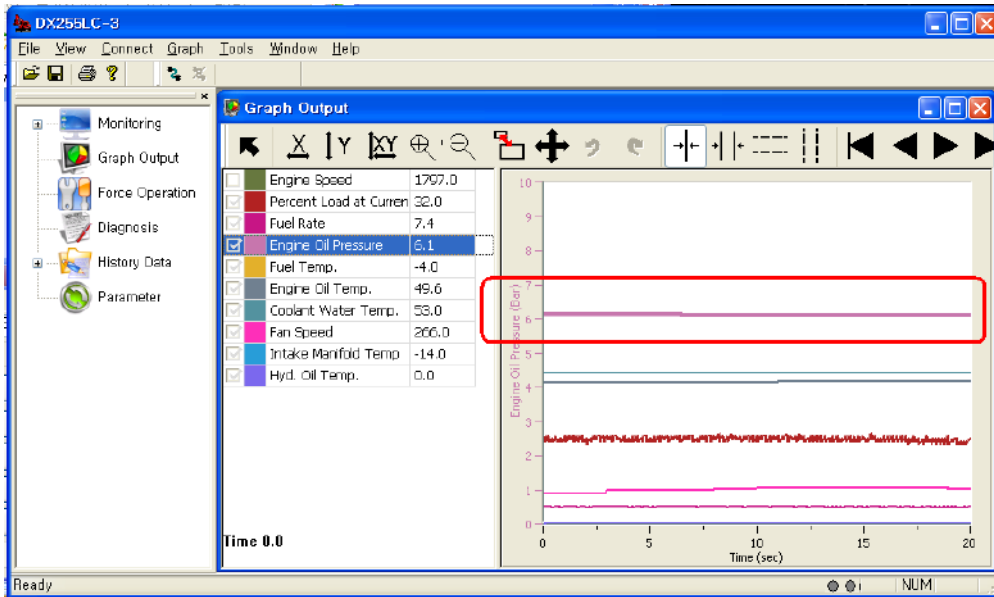 DX255LC-3
File View Connect Graph Tools Window Help
Monitoring
Graph Output
Force Operation
Diagnosis
History Data
Parameter
Graph Output
X Y XY
Engine Speed 1797.0
Percent Load at Curren 32.0
Fuel Rate 7.4
Engine Oil Pressure 6.1
Fuel Temp. -4.0
Engine Oil Temp. 49.6
Coolant Water Temp. 53.0
Fan Speed 266.0
Intake Manifold Temp -14.0
Hyd. Oil Temp. 0.0
Time 0.0
10
9
8
7
6
5
4
3
2
1
0
Engine Oil Pressure (Bar)
0 5 10 15 20
Time (sec)
Ready
i NUM